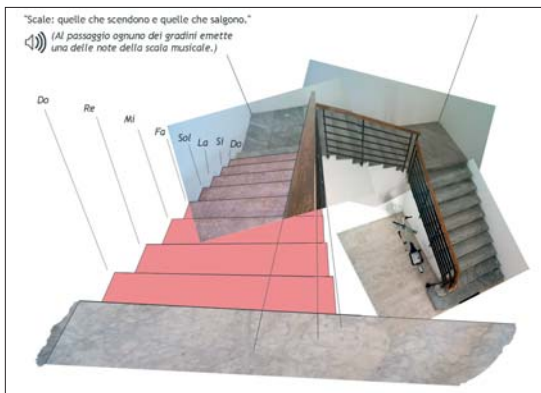 "Scale: quelle che scendono e quelle che salgono."
(Al passaggio ognuno dei gradini emette
una delle note della scala musicale.)
Do
Re
Mi
Fa
Sol
La
Si
Do